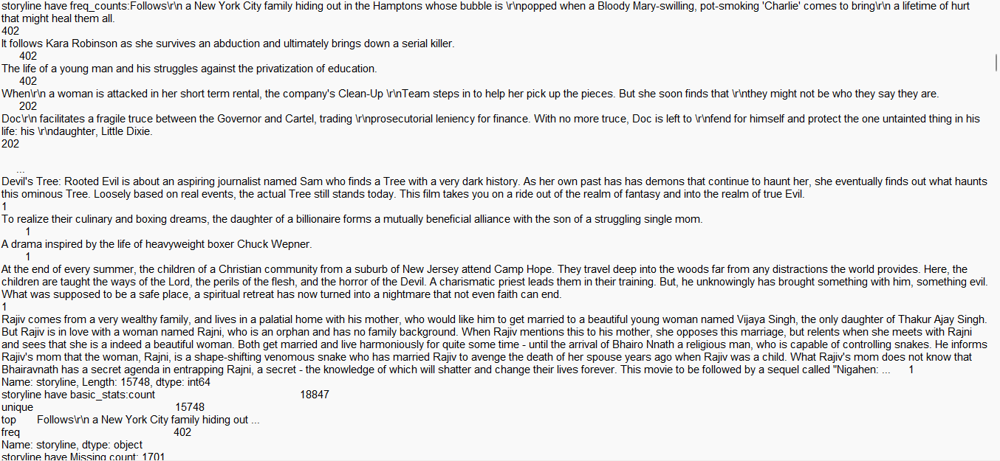 storyline have freq_counts:Follows\r\n a New York City family hiding out in the Hamptons whose bubble is \r\npopped when a Bloody Mary-swilling, pot-smoking 'Charlie' comes to bring\r\n a lifetime of hurt
that might heal them all.
402
It follows Kara Robinson as she survives an abduction and ultimately brings down a serial killer.
402
The life of a young man and his struggles against the privatization of education.
402
When\r\n a woman is attacked in her short term rental, the company's Clean-Up \r\nTeam steps in to help her pick up the pieces. But she soon finds that \r\nthey might not be who they say they are.
202
Doc\r\n facilitates a fragile truce between the Governor and Cartel, trading \r\nprosecutorial leniency for finance. With no more truce, Doc is left to \r\nfend for himself and protect the one untainted thing in his
life: his \r\ndaughter, Little Dixie.
202
...
Devil's Tree: Rooted Evil is about an aspiring journalist named Sam who finds a Tree with a very dark history. As her own past has has demons that continue to haunt her, she eventually finds out what haunts
this ominous Tree. Loosely based on real events, the actual Tree still stands today. This film takes you on a ride out of the realm of fantasy and into the realm of true Evil.
1
To realize their culinary and boxing dreams, the daughter of a billionaire forms a mutually beneficial alliance with the son of a struggling single mom.
1
A drama inspired by the life of heavyweight boxer Chuck Wepner.
1
At the end of every summer, the children of a Christian community from a suburb of New Jersey attend Camp Hope. They travel deep into the woods far from any distractions the world provides. Here, the
children are taught the ways of the Lord, the perils of the flesh, and the horror of the Devil. A charismatic priest leads them in their training. But, he unknowingly has brought something with him, something evil.
What was supposed to be a safe place, a spiritual retreat has now turned into a nightmare that not even faith can end.
1
Rajiv comes from a very wealthy family, and lives in a palatial home with his mother, who would like him to get married to a beautiful young woman named Vijaya Singh, the only daughter of Thakur Ajay Singh.
But Rajiv is in love with a woman named Rajni, who is an orphan and has no family background. When Rajiv mentions this to his mother, she opposes this marriage, but relents when she meets with Rajni
and sees that she is a indeed a beautiful woman. Both get married and live harmoniously for quite some time - until the arrival of Bhairo Nnath a religious man, who is capable of controlling snakes. He informs
Rajiv's mom that the woman, Rajni, is a shape-shifting venomous snake who has married Rajiv to avenge the death of her spouse years ago when Rajiv was a child. What Rajiv's mom does not know that
Bhairavnath has a secret agenda in entrapping Rajni, a secret - the knowledge of which will shatter and change their lives forever. This movie to be followed by a sequel called "Nigahen: ... 1
Name: storyline, Length: 15748, dtype: int64
storyline have basic_stats:count 18847
unique 15748
top Follows\r\n a New York City family hiding out ...
freq 402
Name: storyline, dtype: object
storyline have Missing count: 1701